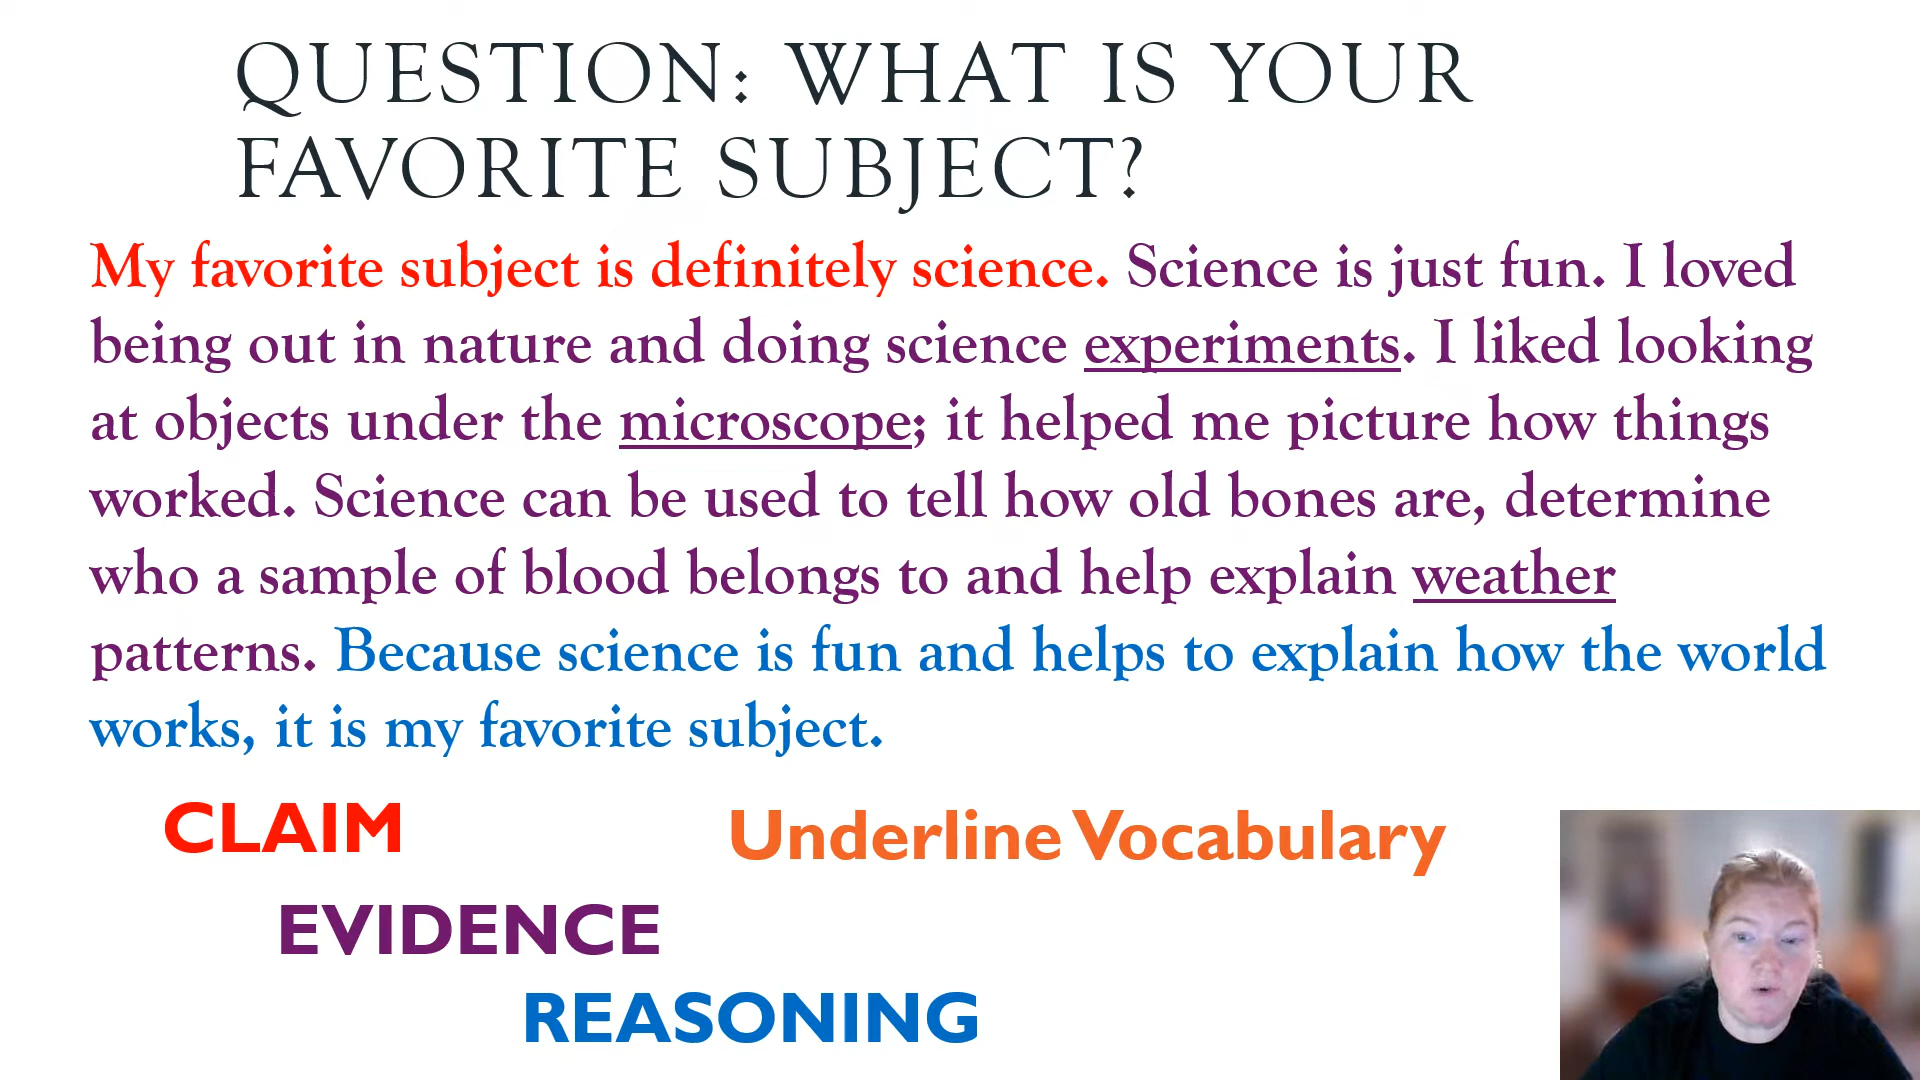 QUESTION: WHAT IS YOUR
FAVORITE SUBJECT?
My favorite subject is definitely science. Science is just fun. I loved
being out in nature and doing science experiments. I liked looking
at objects under the microscope; it helped me picture how things
worked. Science can be used to tell how old bones are, determine
who a sample of blood belongs to and help explain weather
patterns. Because science is fun and helps to explain how the world
works, it is my favorite subject.
CLAIM
Underline Vocabulary
EVIDENCE
REASONING